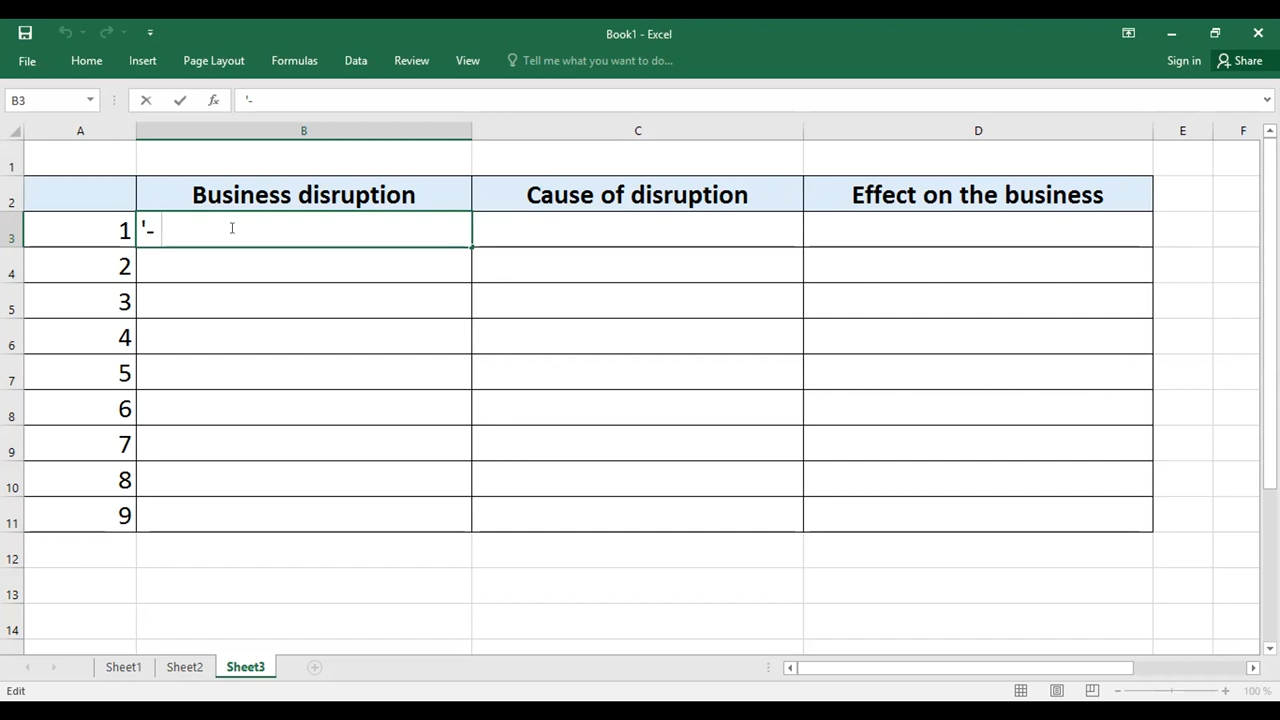 Book1 - Excel
File Home Insert Page Layout Formulas Data Review View Tell me what you want to do... Sign in Share
B3 fx '-
A B C D E F
1
2 Business disruption Cause of disruption Effect on the business
3 1 '-
4 2
5 3
6 4
7 5
8 6
9 7
10 8
11 9
12
13
14
Sheet1 Sheet2 Sheet3
Edit 100 %